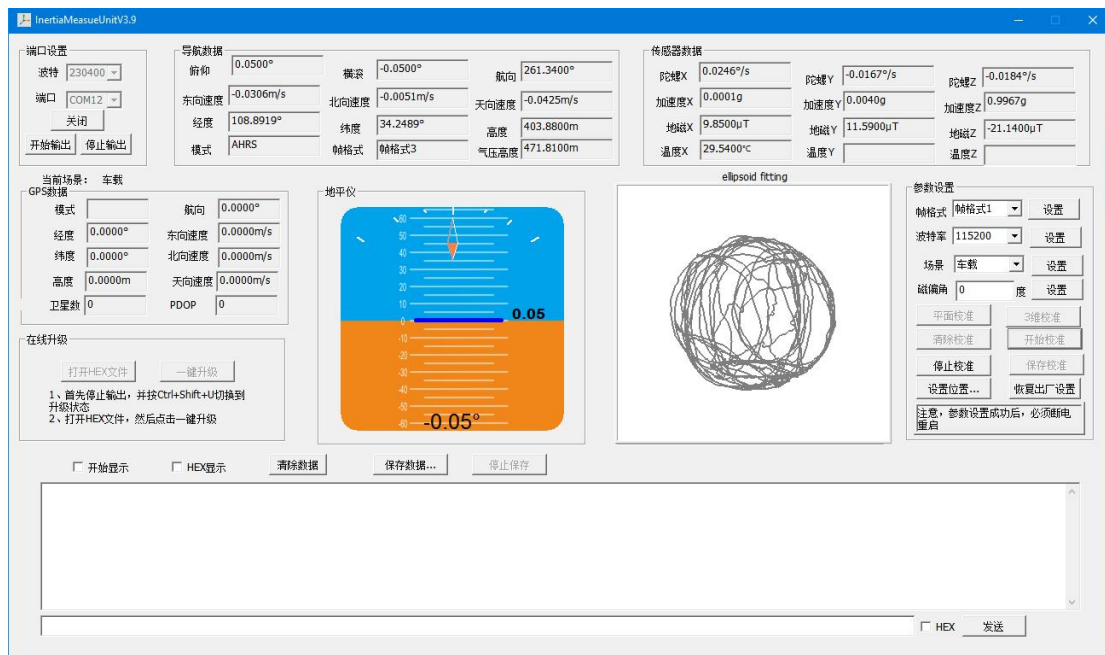 InertiaMeasueUnitV3.9
端口设置
波特 230400
端口 COM12
关闭
开始输出 停止输出
导航数据
俯仰 0.0500° 横滚 -0.0500° 航向 261.3400°
东向速度 -0.0306m/s 北向速度 -0.0051m/s 天向速度 -0.0425m/s
经度 108.8919° 纬度 34.2489° 高度 403.8800m
模式 AHRS 帧格式 帧格式3 气压高度 471.8100m
传感器数据
陀螺X 0.0246°/s 陀螺Y -0.0167°/s 陀螺Z -0.0184°/s
加速度X 0.0001g 加速度Y 0.0040g 加速度Z 0.9967g
地磁X 9.8500μT 地磁Y 11.5900μT 地磁Z -21.1400μT
温度X 29.5400℃ 温度Y 温度Z
当前场景： 车载
GPS数据
模式 航向 0.0000°
经度 0.0000° 东向速度 0.0000m/s
纬度 0.0000° 北向速度 0.0000m/s
高度 0.0000m 天向速度 0.0000m/s
卫星数 0 PDOP 0
在线升级
打开HEX文件 一键升级
1、首先停止输出，并按Ctrl+Shift+U切换到
升级状态
2、打开HEX文件，然后点击一键升级
地平仪
60
50
40
30
20
10
0
-10
-20
-30
-40
-50
-60
0.05
-0.05°
ellipsoid fitting
参数设置
帧格式 帧格式1 设置
波特率 115200 设置
场景 车载 设置
磁偏角 0 度 设置
平面校准 3维校准
清除校准 开始校准
停止校准 保存校准
设置位置... 恢复出厂设置
注意，参数设置成功后，必须断电
重启
开始显示 HEX显示 清除数据 保存数据... 停止保存
HEX 发送